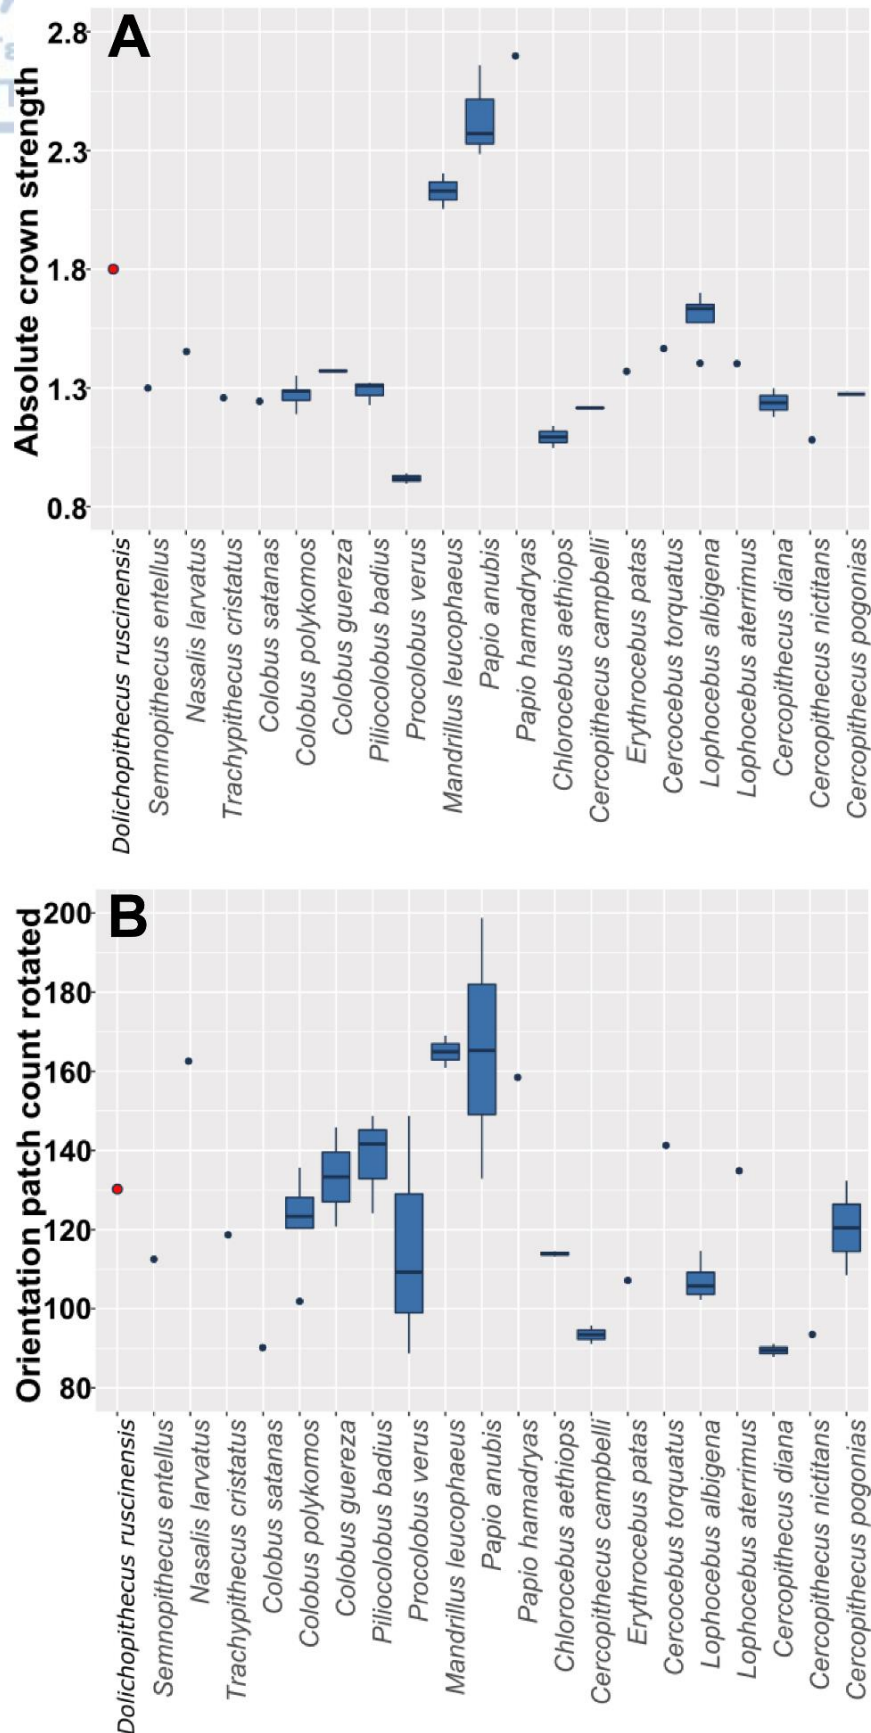 A
Absolute crown strength
2.8
2.3
1.8
1.3
0.8
Dolichopithecus ruscinensis
Semnopithecus entellus
Nasalis larvatus
Trachypithecus cristatus
Colobus satanas
Colobus polykomos
Colobus guereza
Piliocolobus badius
Procolobus verus
Mandrillus leucophaeus
Papio anubis
Papio hamadryas
Chlorocebus aethiops
Cercopithecus campbelli
Erythrocebus patas
Cercocebus torquatus
Lophocebus albigena
Lophocebus aterrimus
Cercopithecus diana
Cercopithecus nictitans
Cercopithecus pogonias
B
Orientation patch count rotated
200
180
160
140
120
100
80
Dolichopithecus ruscinensis
Semnopithecus entellus
Nasalis larvatus
Trachypithecus cristatus
Colobus satanas
Colobus polykomos
Colobus guereza
Piliocolobus badius
Procolobus verus
Mandrillus leucophaeus
Papio anubis
Papio hamadryas
Chlorocebus aethiops
Cercopithecus campbelli
Erythrocebus patas
Cercocebus torquatus
Lophocebus albigena
Lophocebus aterrimus
Cercopithecus diana
Cercopithecus nictitans
Cercopithecus pogonias